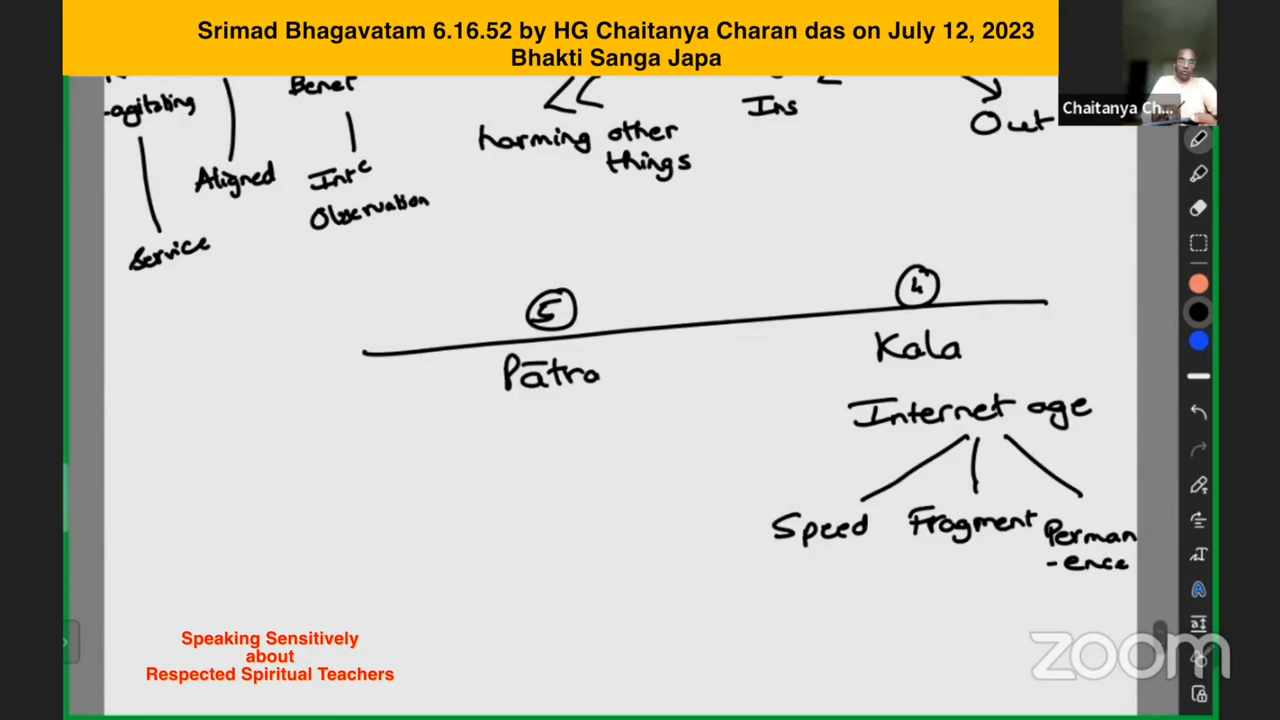 Srimad Bhagavatam 6.16.52 by HG Chaitanya Charan das on July 12, 2023
Bhakti Sanga Japa
Chaitanya Ch...
-agitating
Benef
harming other
things
Ins
Out
Aligned
Intc
Observation
Service
5
4
Pātra
Kala
Internet age
Speed
Fragment
Perman
-ence
Speaking Sensitively
about
Respected Spiritual Teachers
zoom